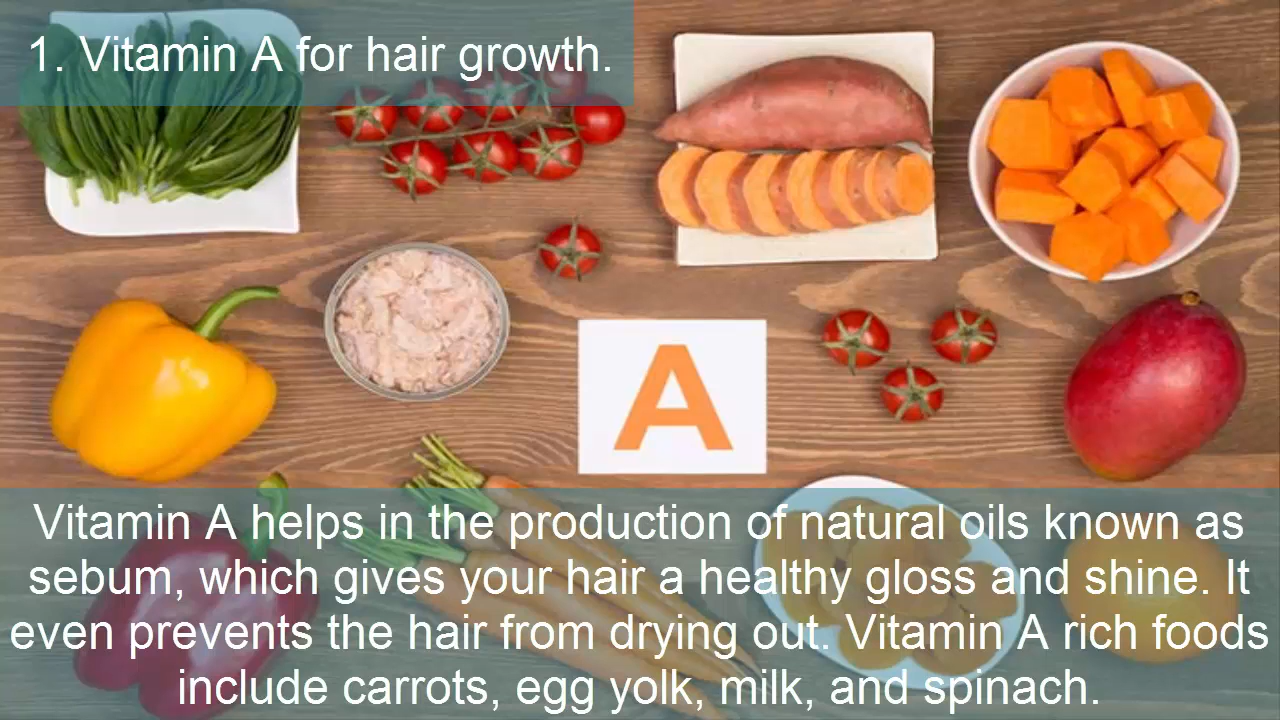 1. Vitamin A for hair growth.
A
Vitamin A helps in the production of natural oils known as
sebum, which gives your hair a healthy gloss and shine. It
even prevents the hair from drying out. Vitamin A rich foods
include carrots, egg yolk, milk, and spinach.